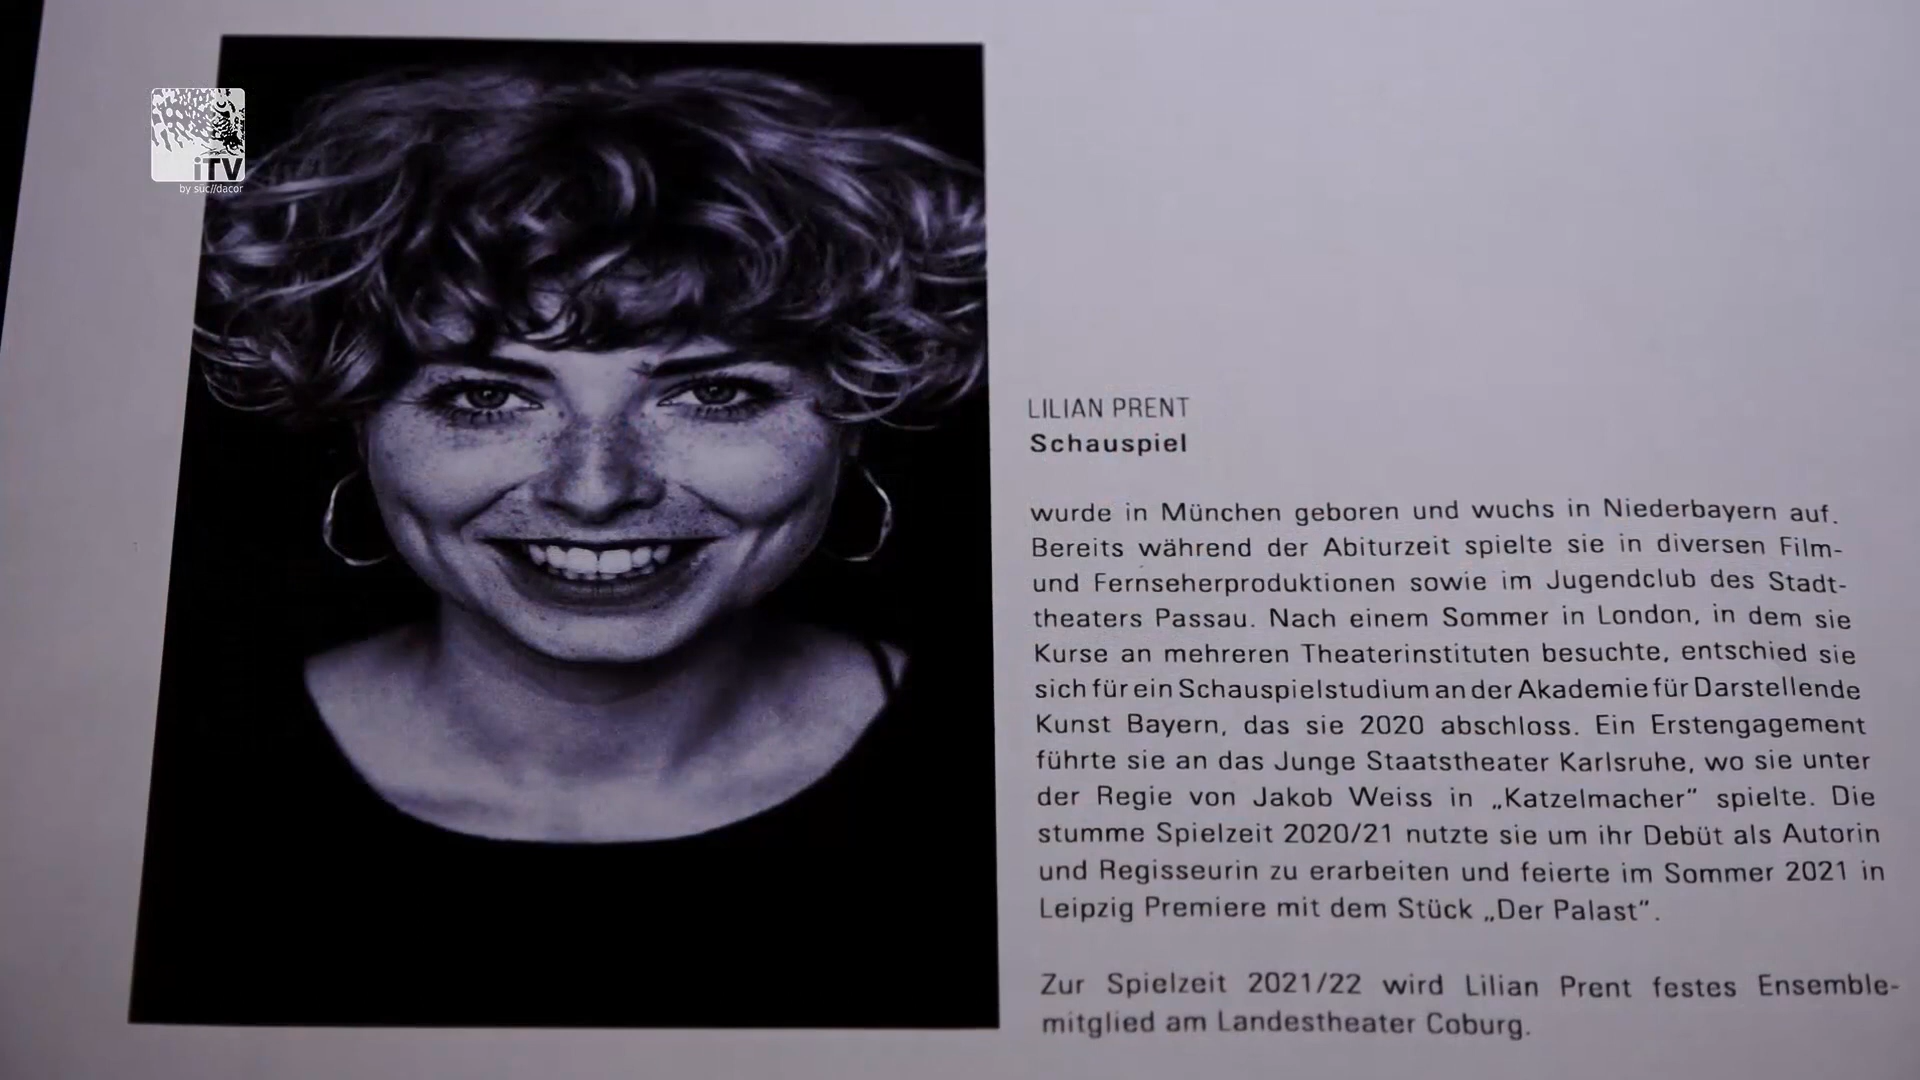 iTV
by süc//dacor
LILIAN PRENT
Schauspiel
wurde in München geboren und wuchs in Niederbayern auf.
Bereits während der Abiturzeit spielte sie in diversen Film-
und Fernseherproduktionen sowie im Jugendclub des Stadt-
theaters Passau. Nach einem Sommer in London, in dem sie
Kurse an mehreren Theaterinstituten besuchte, entschied sie
sich für ein Schauspielstudium an der Akademie für Darstellende
Kunst Bayern, das sie 2020 abschloss. Ein Erstengagement
führte sie an das Junge Staatstheater Karlsruhe, wo sie unter
der Regie von Jakob Weiss in „Katzelmacher" spielte. Die
stumme Spielzeit 2020/21 nutzte sie um ihr Debüt als Autorin
und Regisseurin zu erarbeiten und feierte im Sommer 2021 in
Leipzig Premiere mit dem Stück „Der Palast".
Zur Spielzeit 2021/22 wird Lilian Prent festes Ensemble-
mitglied am Landestheater Coburg.